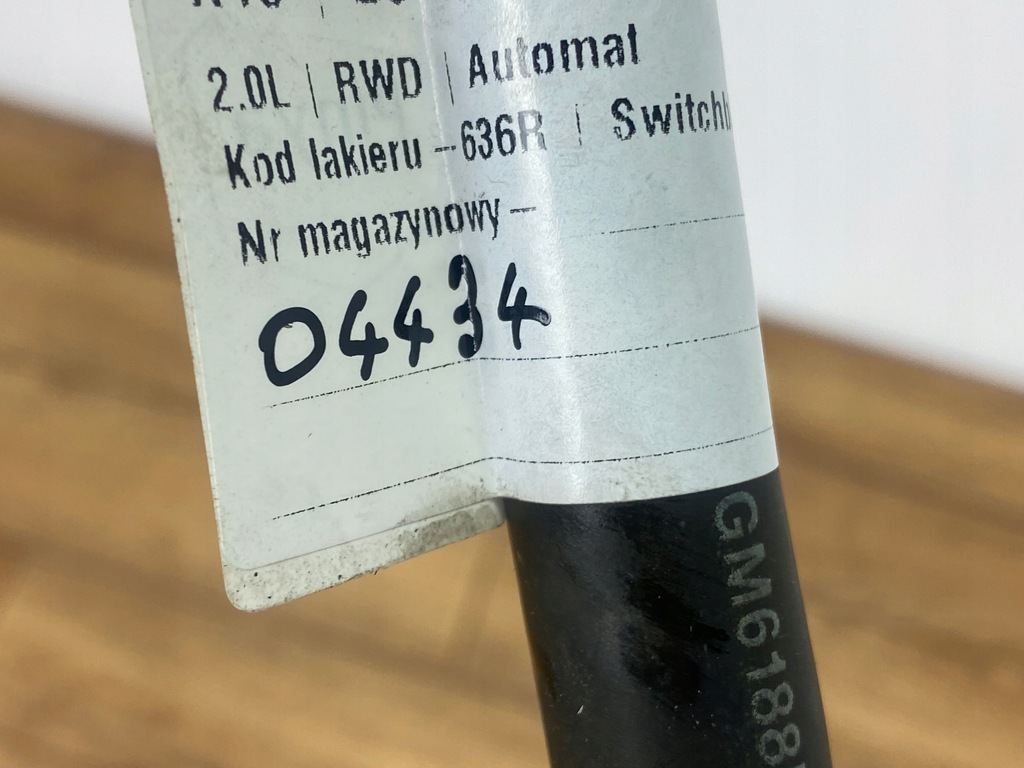 2.0L | RWD | Automat
Kod lakieru – 636R | Switchb
Nr magazynowy –
04434
GM6188